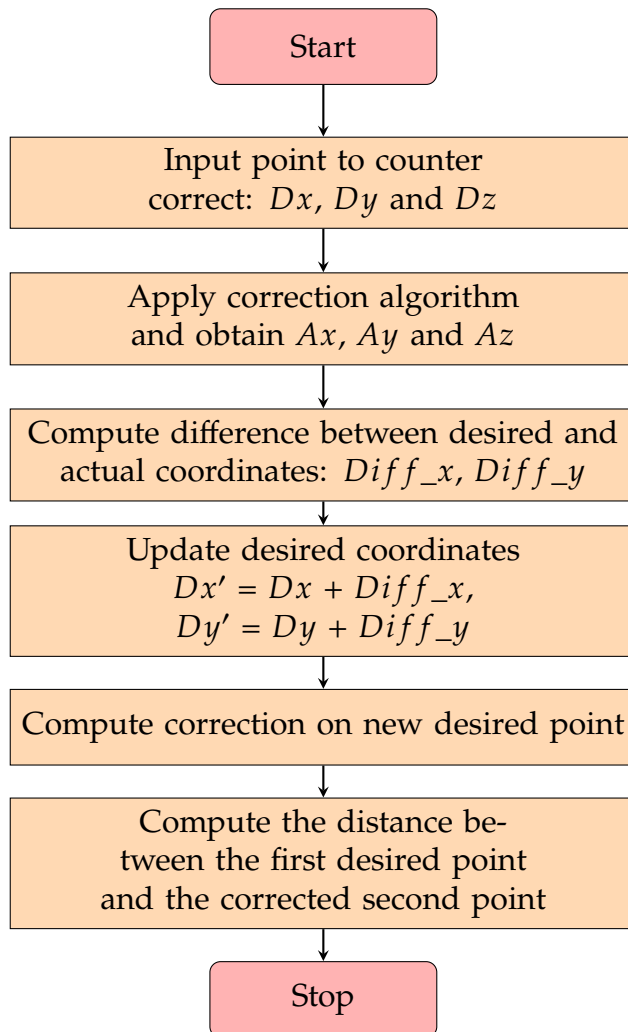 Start
Input point to counter
correct: Dx, Dy and Dz
Apply correction algorithm
and obtain Ax, Ay and Az
Compute difference between desired and
actual coordinates: Diff_x, Diff_y
Update desired coordinates
Dx′ = Dx + Diff_x,
Dy′ = Dy + Diff_y
Compute correction on new desired point
Compute the distance be-
tween the first desired point
and the corrected second point
Stop